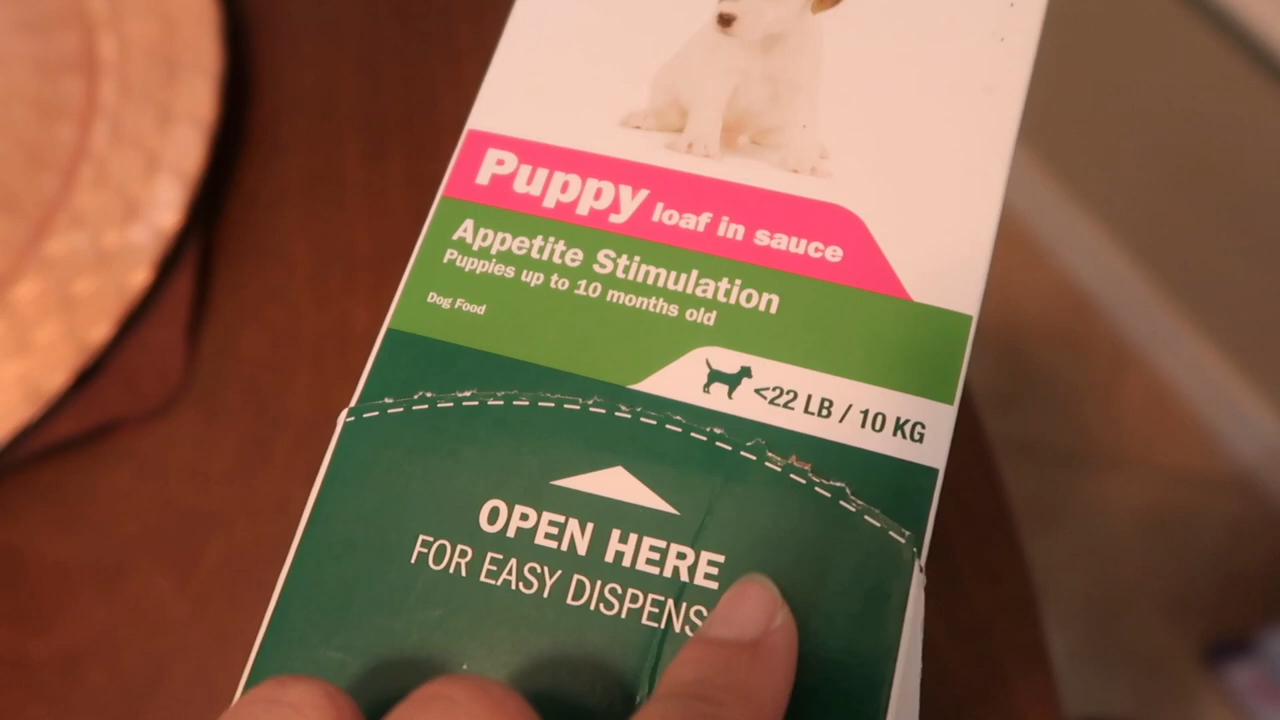 Puppy loaf in sauce
Appetite Stimulation
Puppies up to 10 months old
Dog Food
<22 LB / 10 KG
OPEN HERE
FOR EASY DISPENS